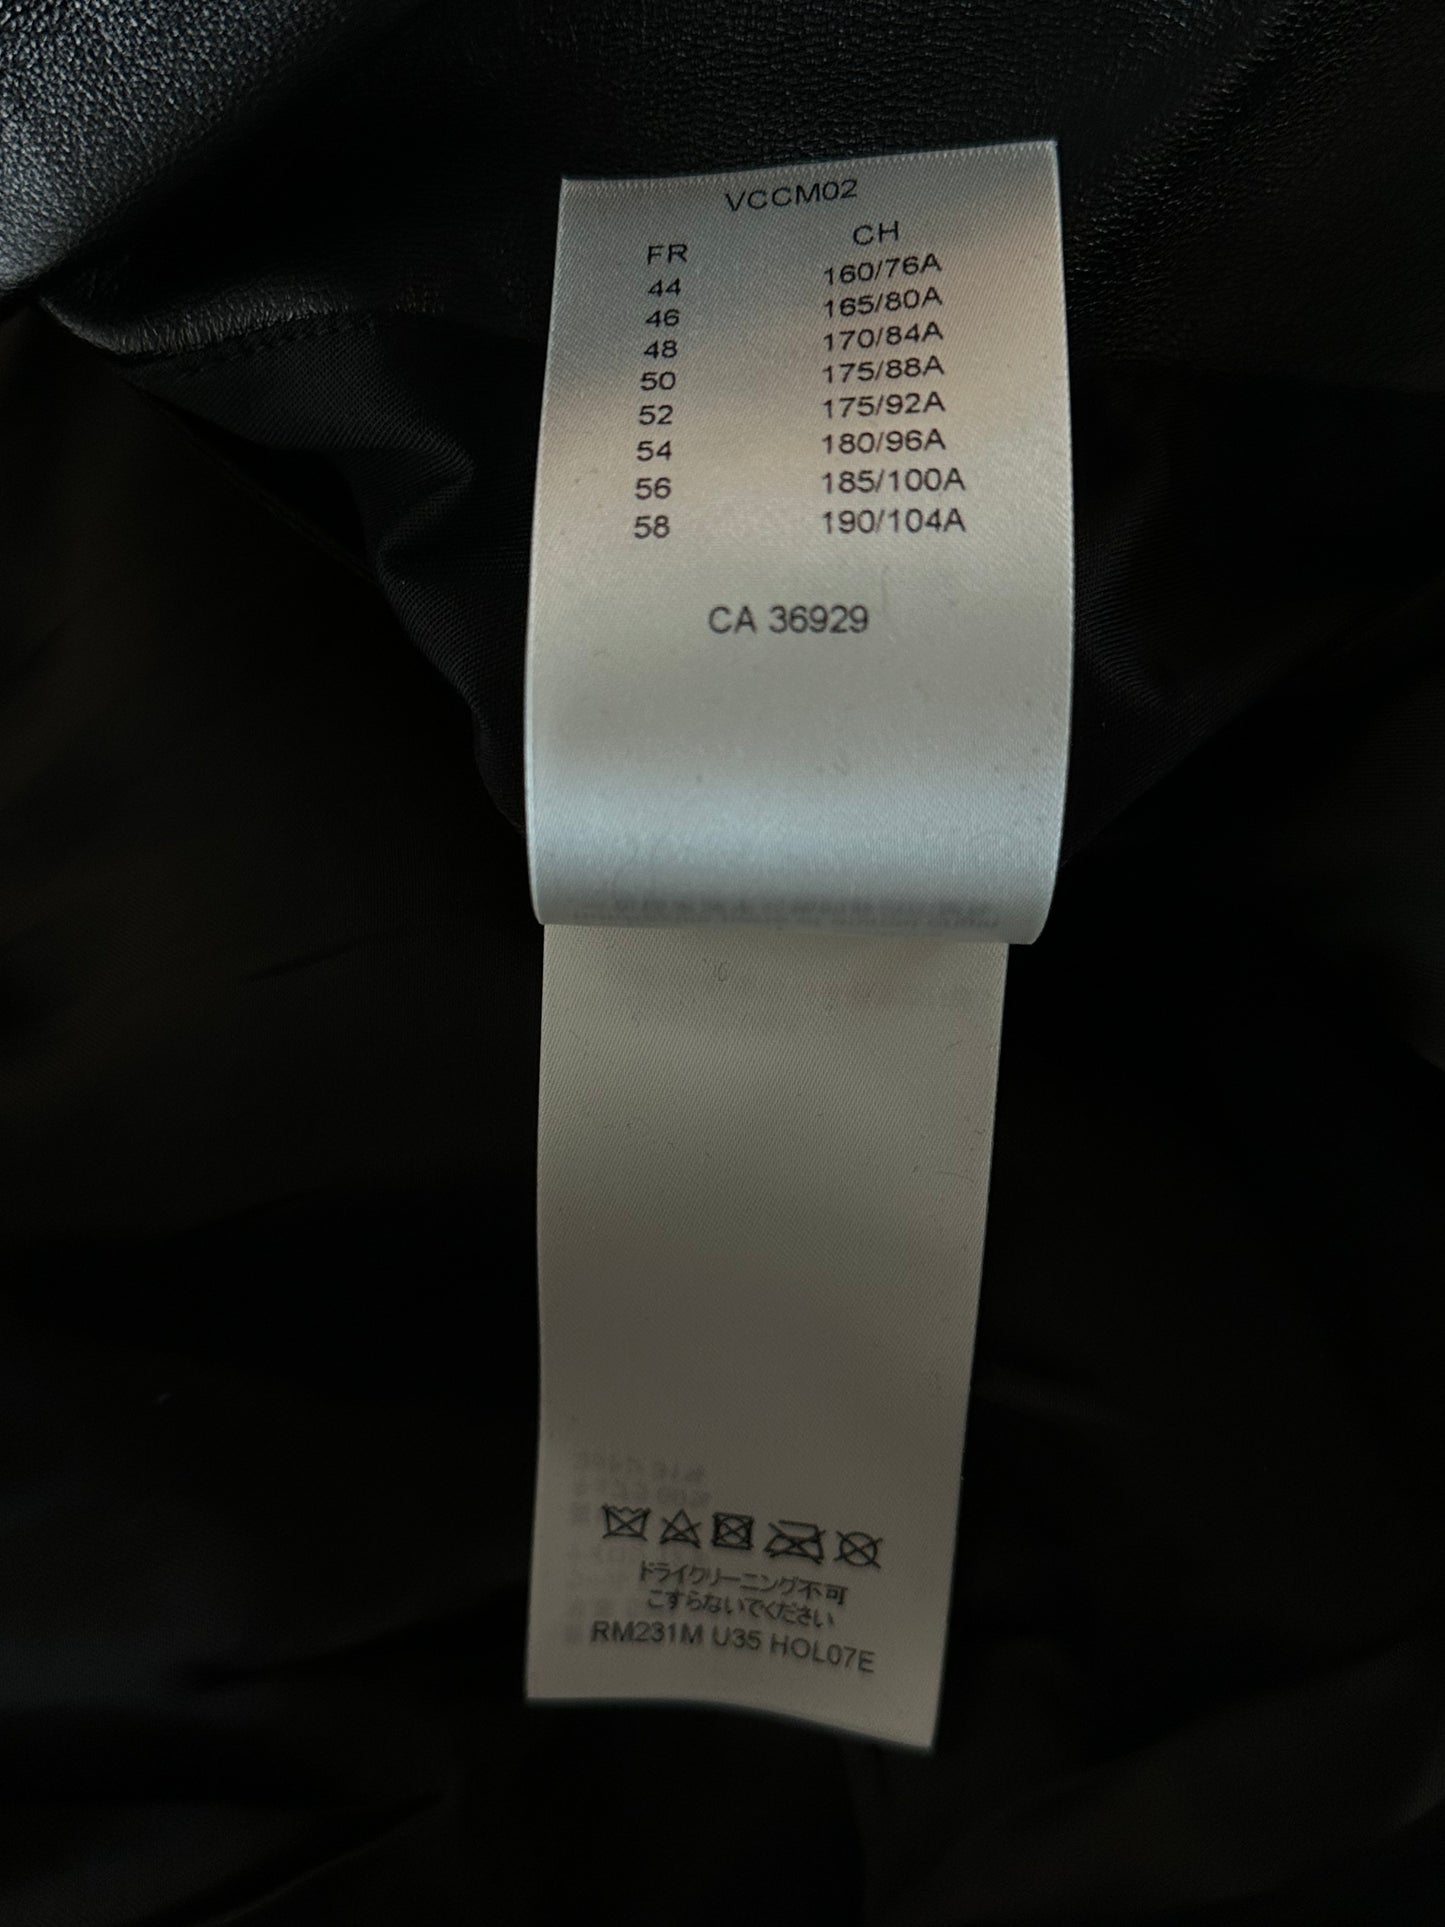 VCCM02
FR CH
44 160/76A
46 165/80A
48 170/84A
50 175/88A
52 175/92A
54 180/96A
56 185/100A
58 190/104A
CA 36929
ドライクリーニング不可
こすらないでください
RM231M U35 HOL07E